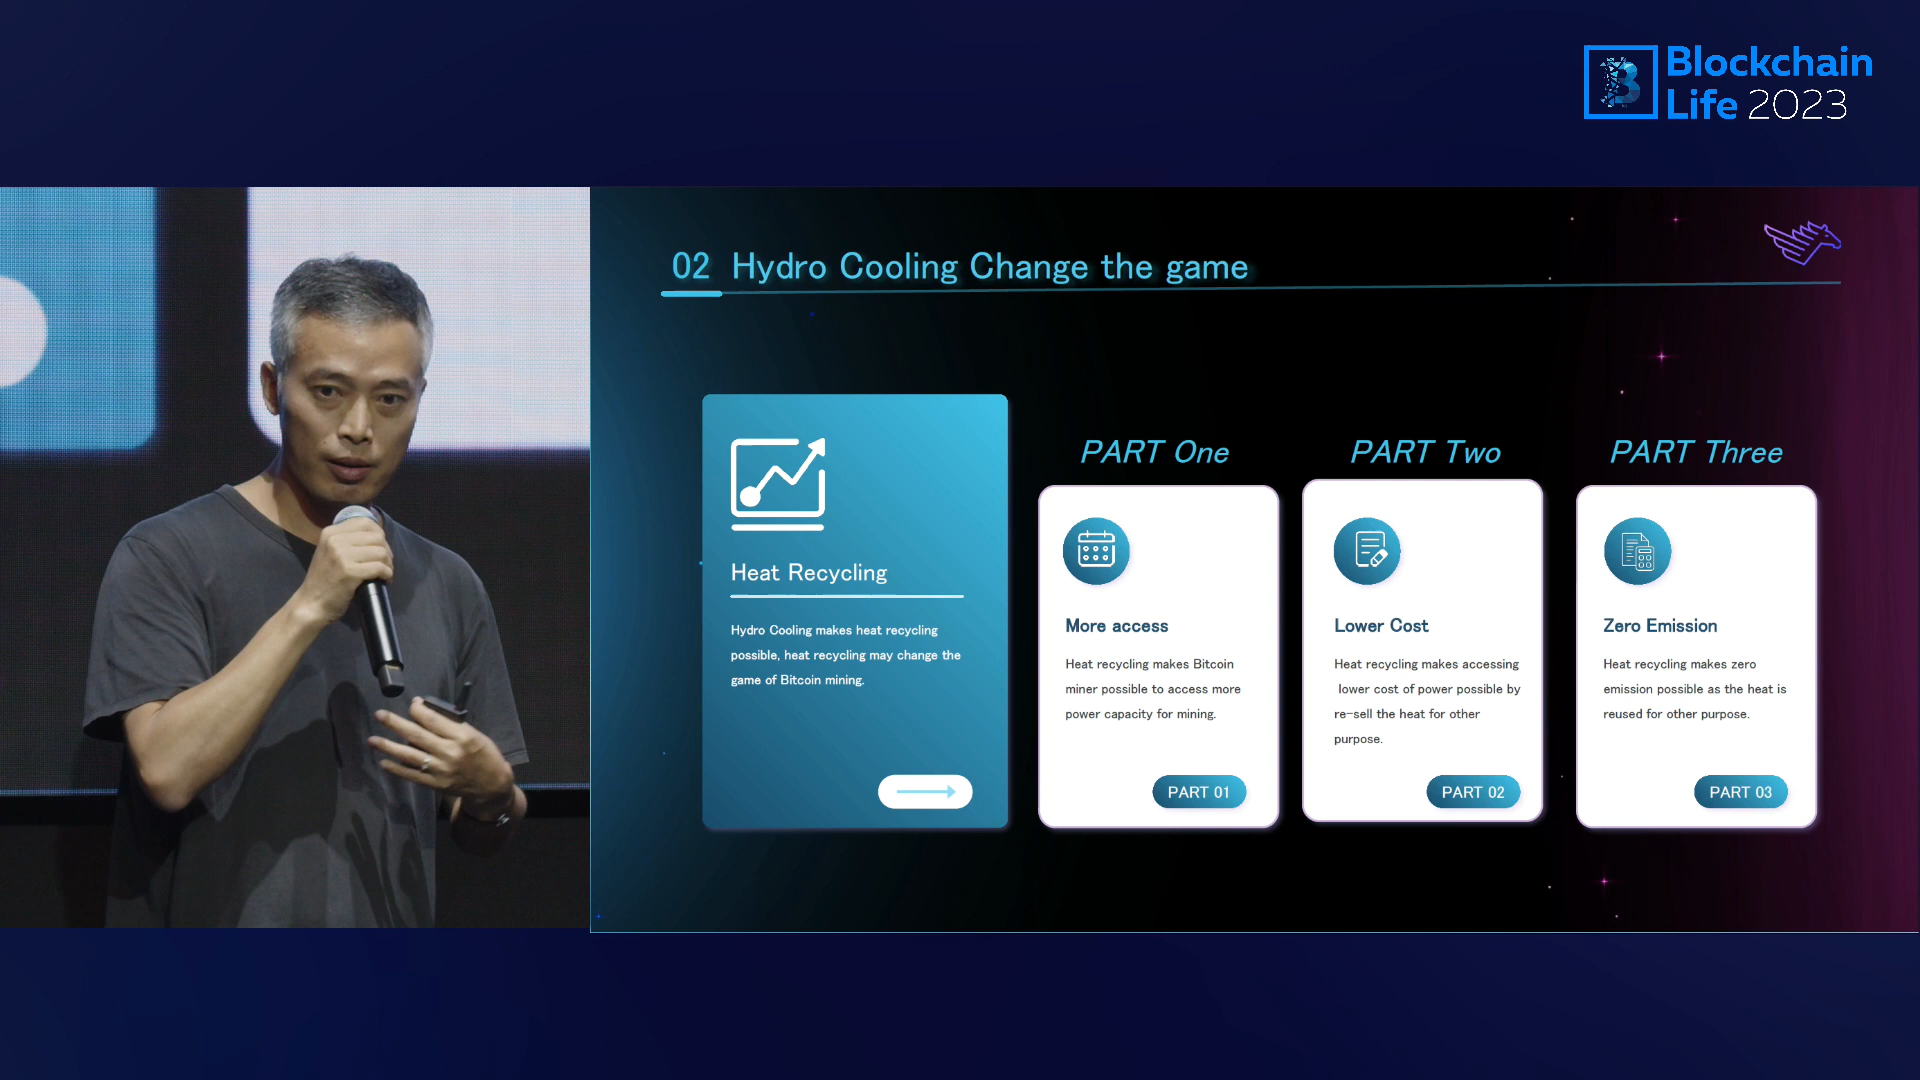 Blockchain
Life 2023
02 Hydro Cooling Change the game
Heat Recycling
Hydro Cooling makes heat recycling
possible, heat recycling may change the
game of Bitcoin mining.
PART One
More access
Heat recycling makes Bitcoin
miner possible to access more
power capacity for mining.
PART 01
PART Two
Lower Cost
Heat recycling makes accessing
lower cost of power possible by
re-sell the heat for other
purpose.
PART 02
PART Three
Zero Emission
Heat recycling makes zero
emission possible as the heat is
reused for other purpose.
PART 03